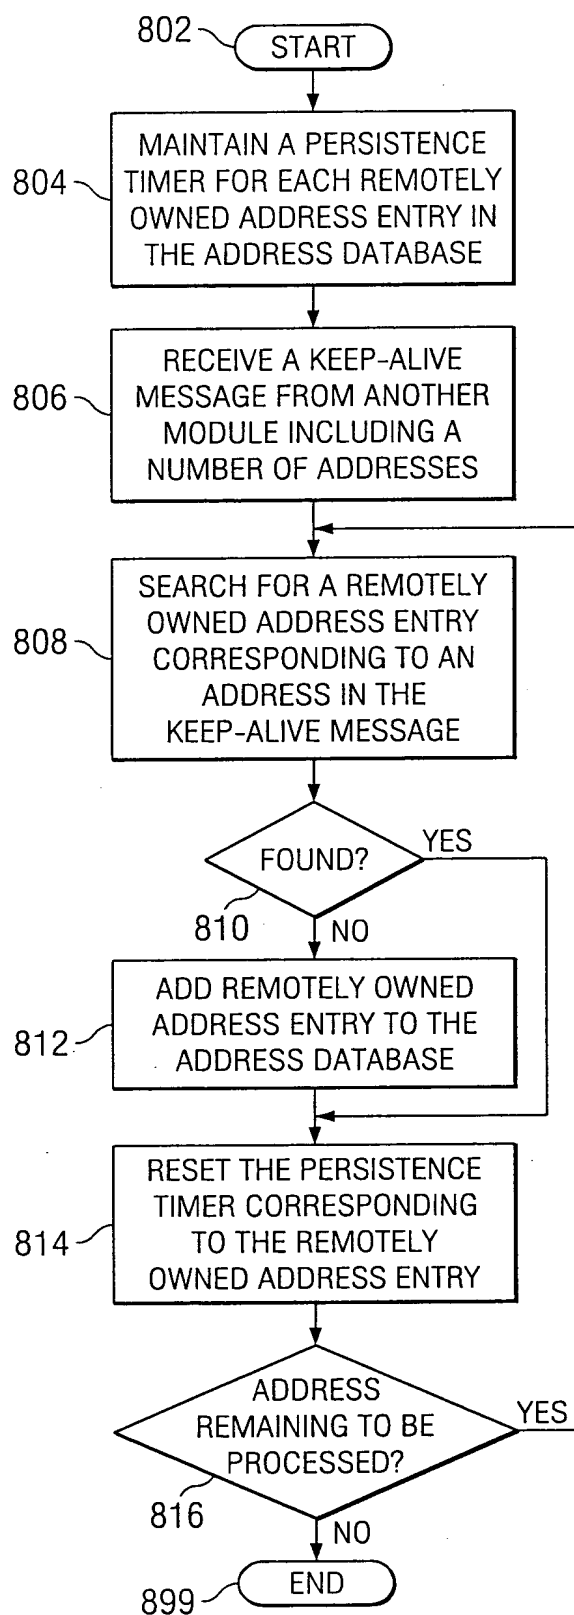 802
START
804
MAINTAIN A PERSISTENCE
TIMER FOR EACH REMOTELY
OWNED ADDRESS ENTRY IN
THE ADDRESS DATABASE
806
RECEIVE A KEEP-ALIVE
MESSAGE FROM ANOTHER
MODULE INCLUDING A
NUMBER OF ADDRESSES
808
SEARCH FOR A REMOTELY
OWNED ADDRESS ENTRY
CORRESPONDING TO AN
ADDRESS IN THE
KEEP-ALIVE MESSAGE
FOUND?
YES
810
NO
812
ADD REMOTELY OWNED
ADDRESS ENTRY TO THE
ADDRESS DATABASE
814
RESET THE PERSISTENCE
TIMER CORRESPONDING
TO THE REMOTELY
OWNED ADDRESS ENTRY
ADDRESS
REMAINING TO BE
PROCESSED?
YES
816
NO
END
899